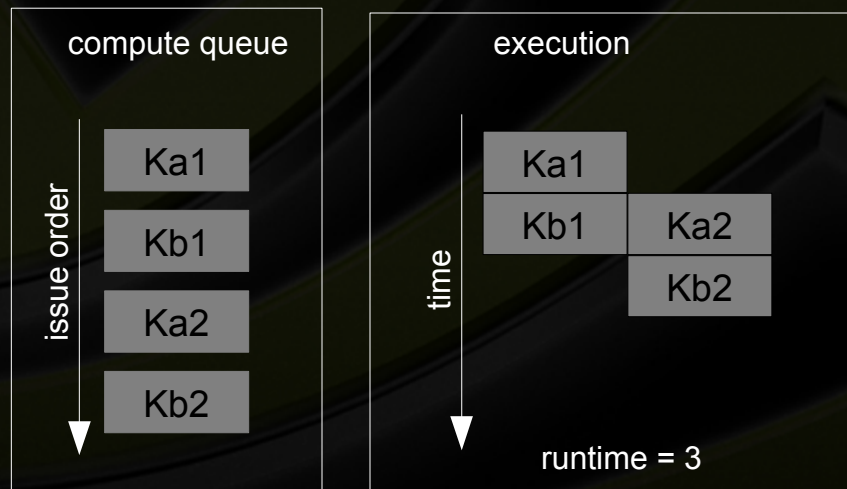 compute queue
issue order
Ka1
Kb1
Ka2
Kb2
execution
time
Ka1
Kb1 Ka2
Kb2
runtime = 3